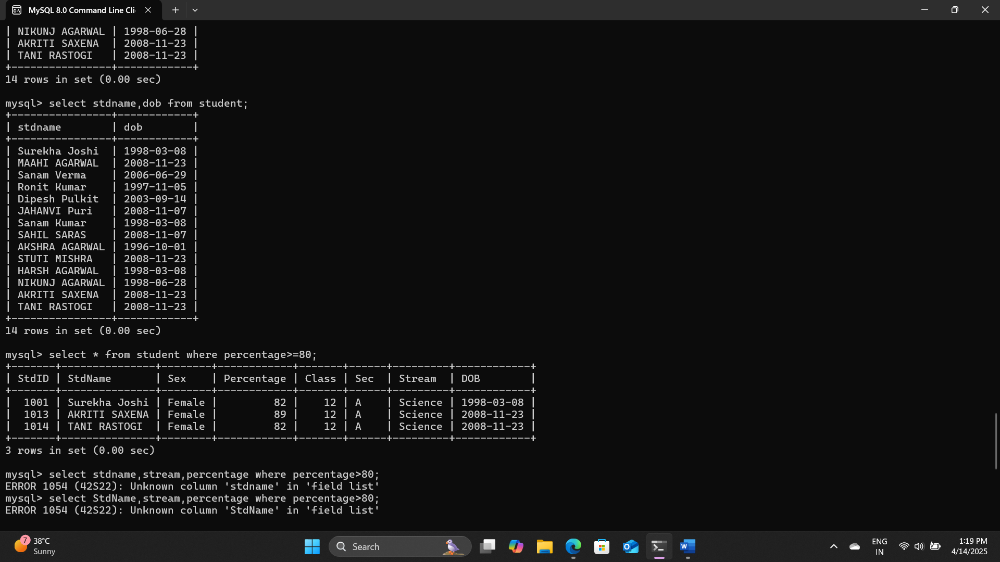 MySQL 8.0 Command Line Cli
| NIKUNJ AGARWAL | 1998-06-28 |
| AKRITI SAXENA  | 2008-11-23 |
| TANI RASTOGI   | 2008-11-23 |
+----------------+------------+
14 rows in set (0.00 sec)

mysql> select stdname,dob from student;
+----------------+------------+
| stdname        | dob        |
+----------------+------------+
| Surekha Joshi  | 1998-03-08 |
| MAAHI AGARWAL  | 2008-11-23 |
| Sanam Verma    | 2006-06-29 |
| Ronit Kumar    | 1997-11-05 |
| Dipesh Pulkit  | 2003-09-14 |
| JAHANVI Puri   | 2008-11-07 |
| Sanam Kumar    | 1998-03-08 |
| SAHIL SARAS    | 2008-11-07 |
| AKSHRA AGARWAL | 1996-10-01 |
| STUTI MISHRA   | 2008-11-23 |
| HARSH AGARWAL  | 1998-03-08 |
| NIKUNJ AGARWAL | 1998-06-28 |
| AKRITI SAXENA  | 2008-11-23 |
| TANI RASTOGI   | 2008-11-23 |
+----------------+------------+
14 rows in set (0.00 sec)

mysql> select * from student where percentage>=80;
+-------+---------------+--------+------------+-------+------+---------+------------+
| StdID | StdName       | Sex    | Percentage | Class | Sec  | Stream  | DOB        |
+-------+---------------+--------+------------+-------+------+---------+------------+
|  1001 | Surekha Joshi | Female |         82 |    12 | A    | Science | 1998-03-08 |
|  1013 | AKRITI SAXENA | Female |         89 |    12 | A    | Science | 2008-11-23 |
|  1014 | TANI RASTOGI  | Female |         82 |    12 | A    | Science | 2008-11-23 |
+-------+---------------+--------+------------+-------+------+---------+------------+
3 rows in set (0.00 sec)

mysql> select stdname,stream,percentage where percentage>80;
ERROR 1054 (42S22): Unknown column 'stdname' in 'field list'
mysql> select StdName,stream,percentage where percentage>80;
ERROR 1054 (42S22): Unknown column 'StdName' in 'field list'
7
38°C
Sunny
Search
ENG
IN
1:19 PM
4/14/2025